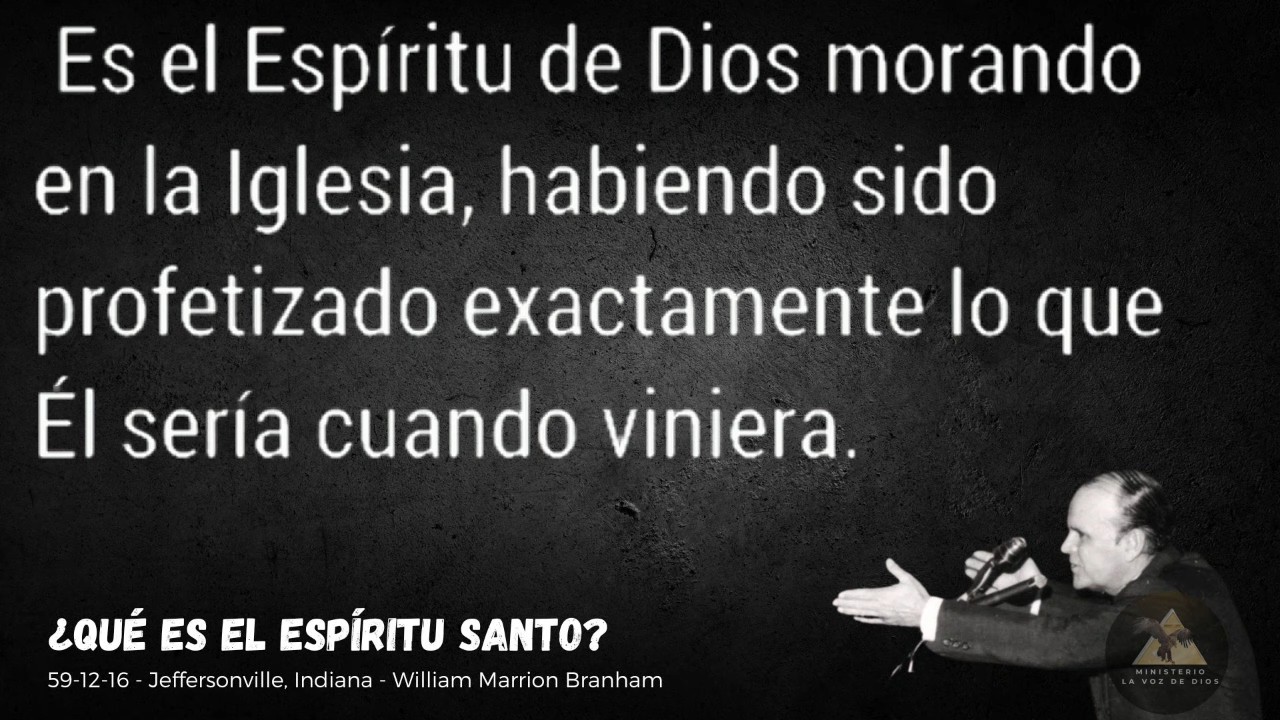 Es el Espíritu de Dios morando
en la Iglesia, habiendo sido
profetizado exactamente lo que
Él sería cuando viniera.
¿QUÉ ES EL ESPÍRITU SANTO?
59-12-16 - Jeffersonville, Indiana - William Marrion Branham
MINISTERIO
LA VOZ DE DIOS